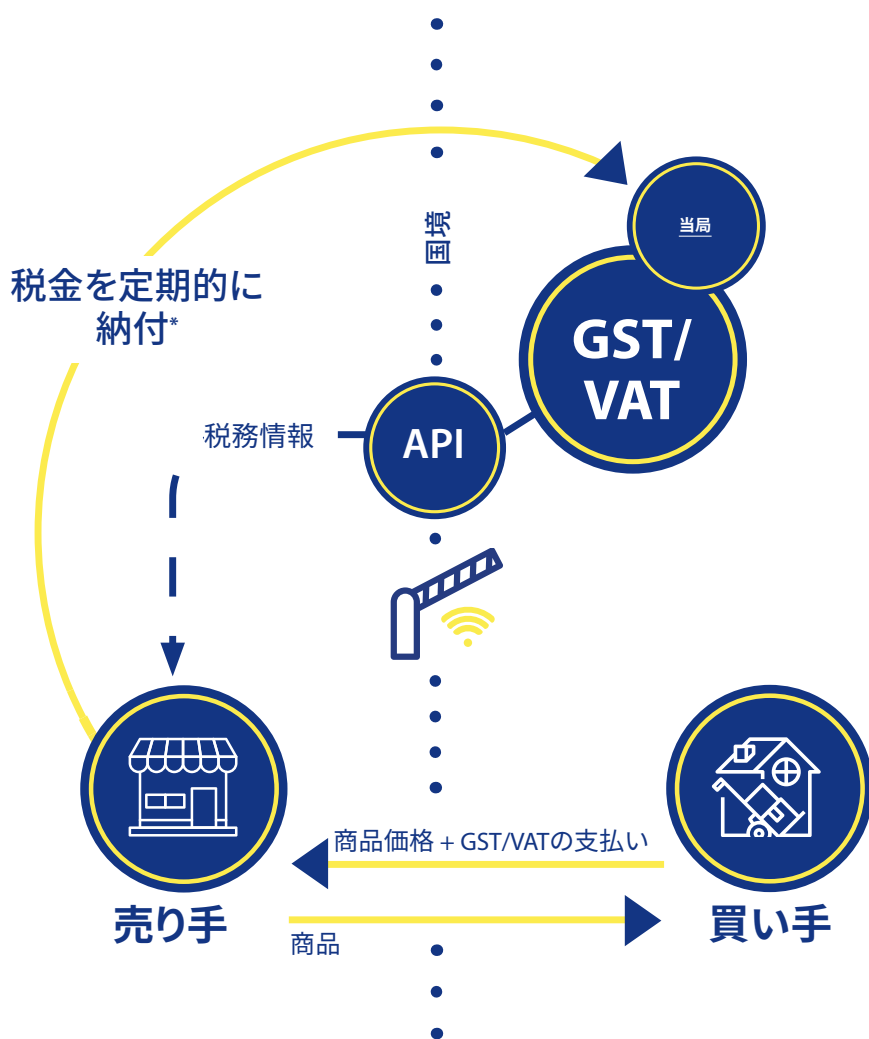 国境
当局
税金を定期的に
納付*
GST/
VAT
API
税務情報
商品価格 + GST/VATの支払い
売り手
買い手
商品